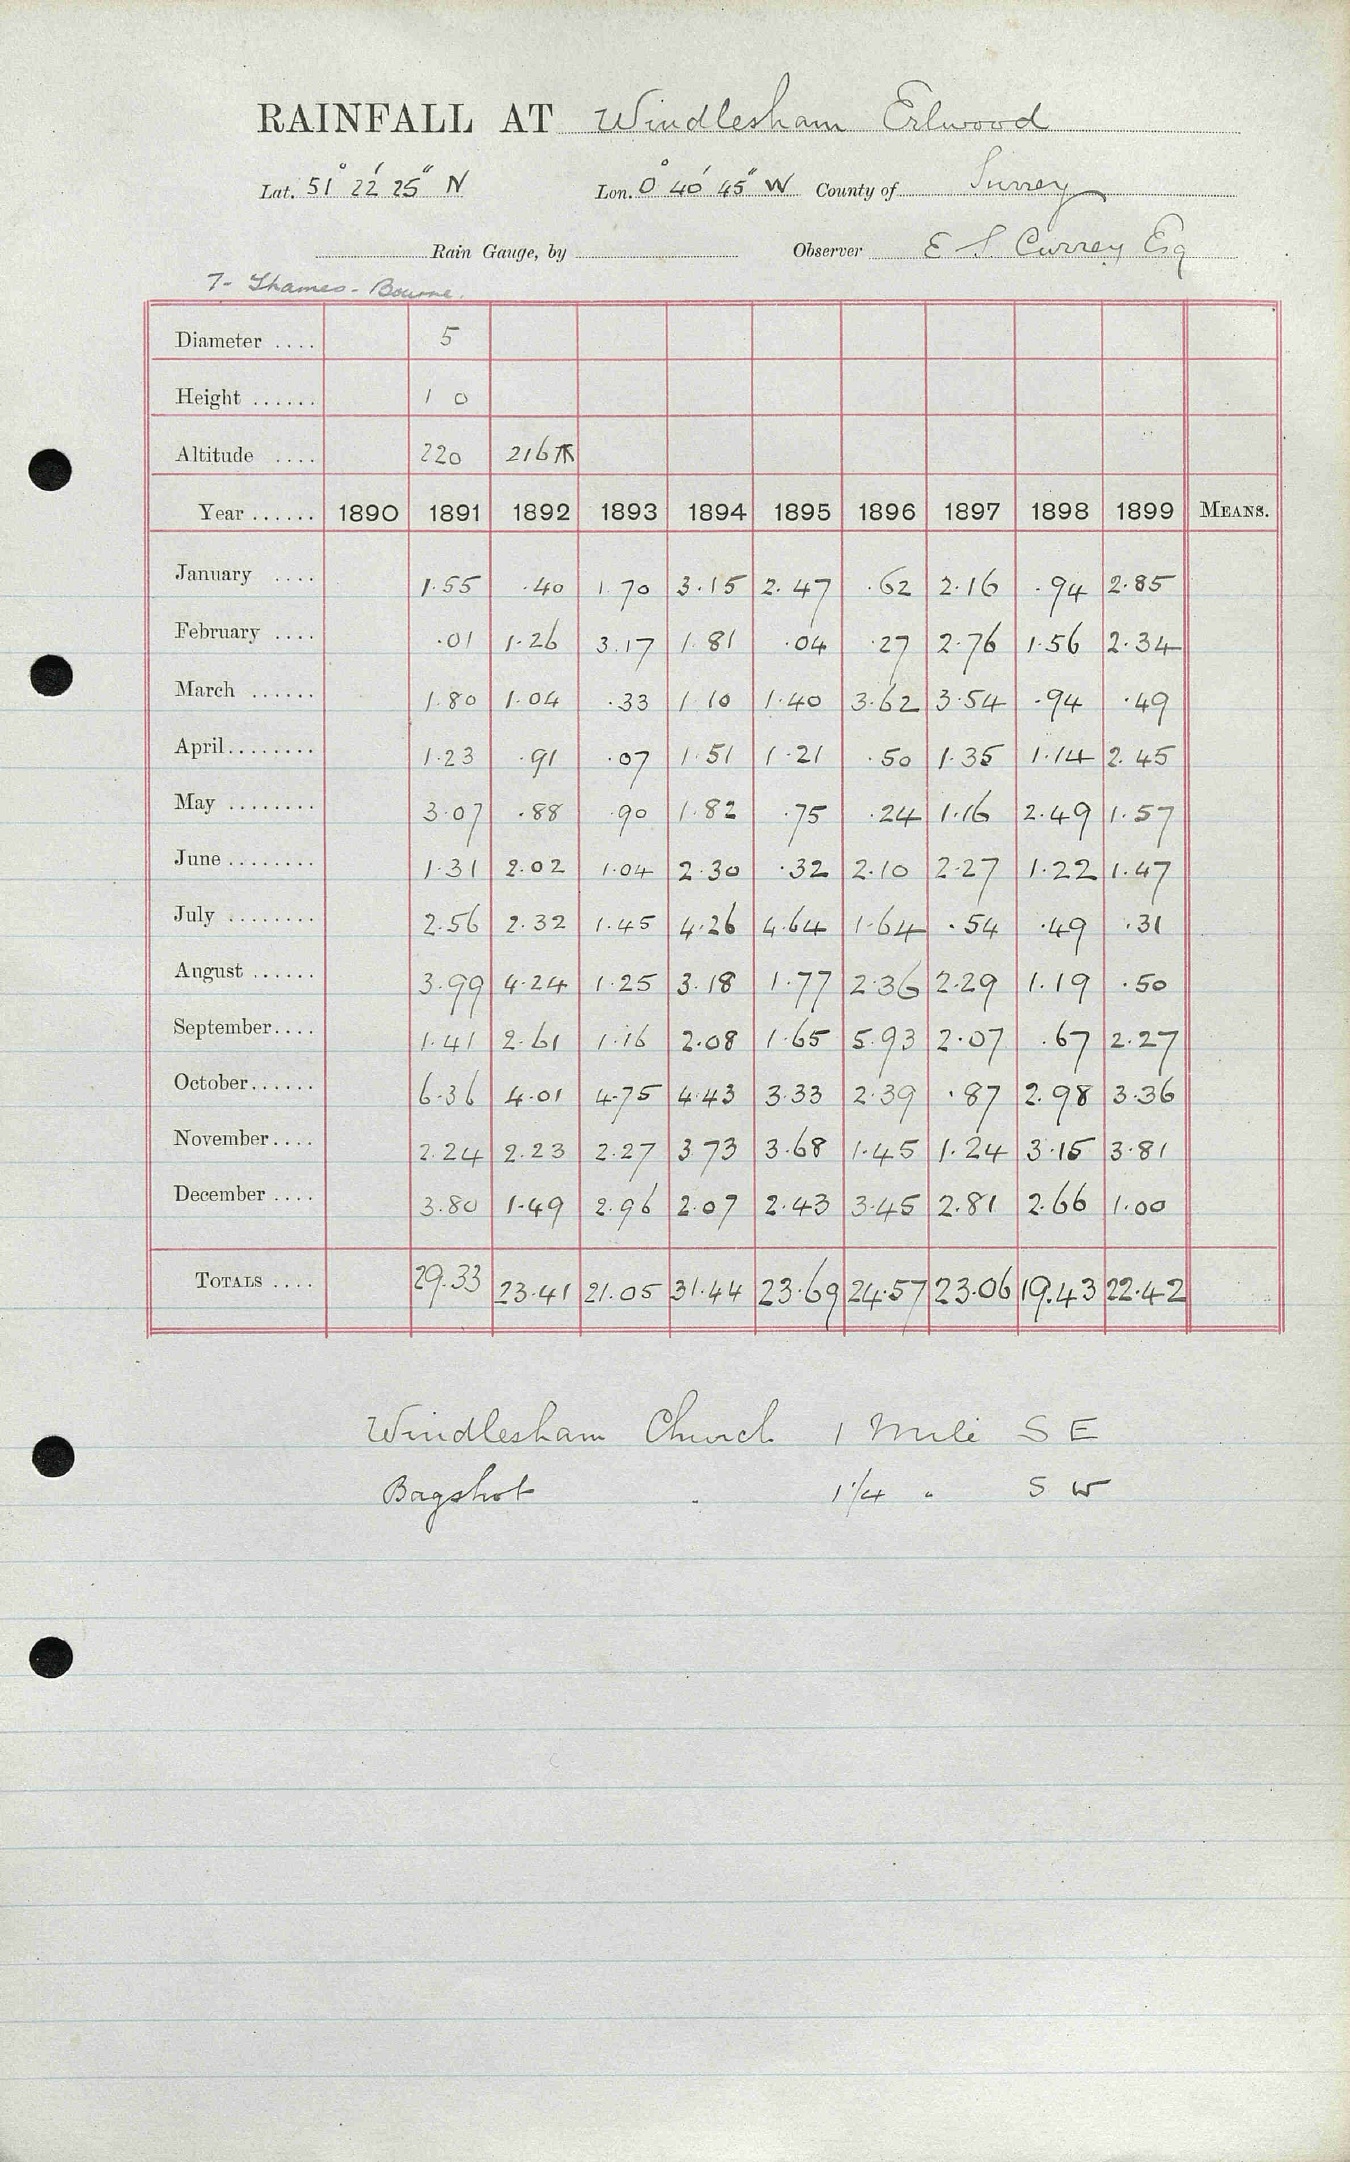 RAINFALL AT Windlesham Erlwood
Lat. 51° 22' 25" N Lon. 0° 40' 45" W County of Surrey
Rain Gauge, by Observer E S Currey Esq
7- Thames - Bourne.
Diameter .... 5
Height ...... 1 0
Altitude .... 220 216
Year ...... 1890 1891 1892 1893 1894 1895 1896 1897 1898 1899 MEANS.
January .... 1.55 .40 1.70 3.15 2.47 .62 2.16 .94 2.85
February .... .01 1.26 3.17 1.81 .04 .27 2.76 1.56 2.34
March ...... 1.80 1.04 .33 1 10 1.40 3.62 3.54 .94 .49
April........ 1.23 .91 .07 1.51 1.21 .50 1.35 1.14 2.45
May ........ 3.07 .88 .90 1.82 .75 .24 1.16 2.49 1.57
June ........ 1.31 2.02 1.04 2.30 .32 2.10 2.27 1.22 1.47
July ........ 2.56 2.32 1.45 4.26 4.64 1.64 .54 .49 .31
August ...... 3.99 4.24 1.25 3.18 1.77 2.36 2.29 1.19 .50
September.... 1.41 2.61 1.16 2.08 1.65 5.93 2.07 .67 2.27
October...... 6.36 4.01 4.75 4.43 3.33 2.39 .87 2.98 3.36
November.... 2.24 2.23 2.27 3 73 3.68 1.45 1.24 3.15 3.81
December .... 3.80 1.49 2.96 2.07 2.43 3.45 2.81 2.66 1.00
TOTALS .... 29.33 23.41 21.05 31.44 23.69 24.57 23.06 19.43 22.42
Windlesham Church 1 Mile S E
Bagshot " 1 1/4 " S W